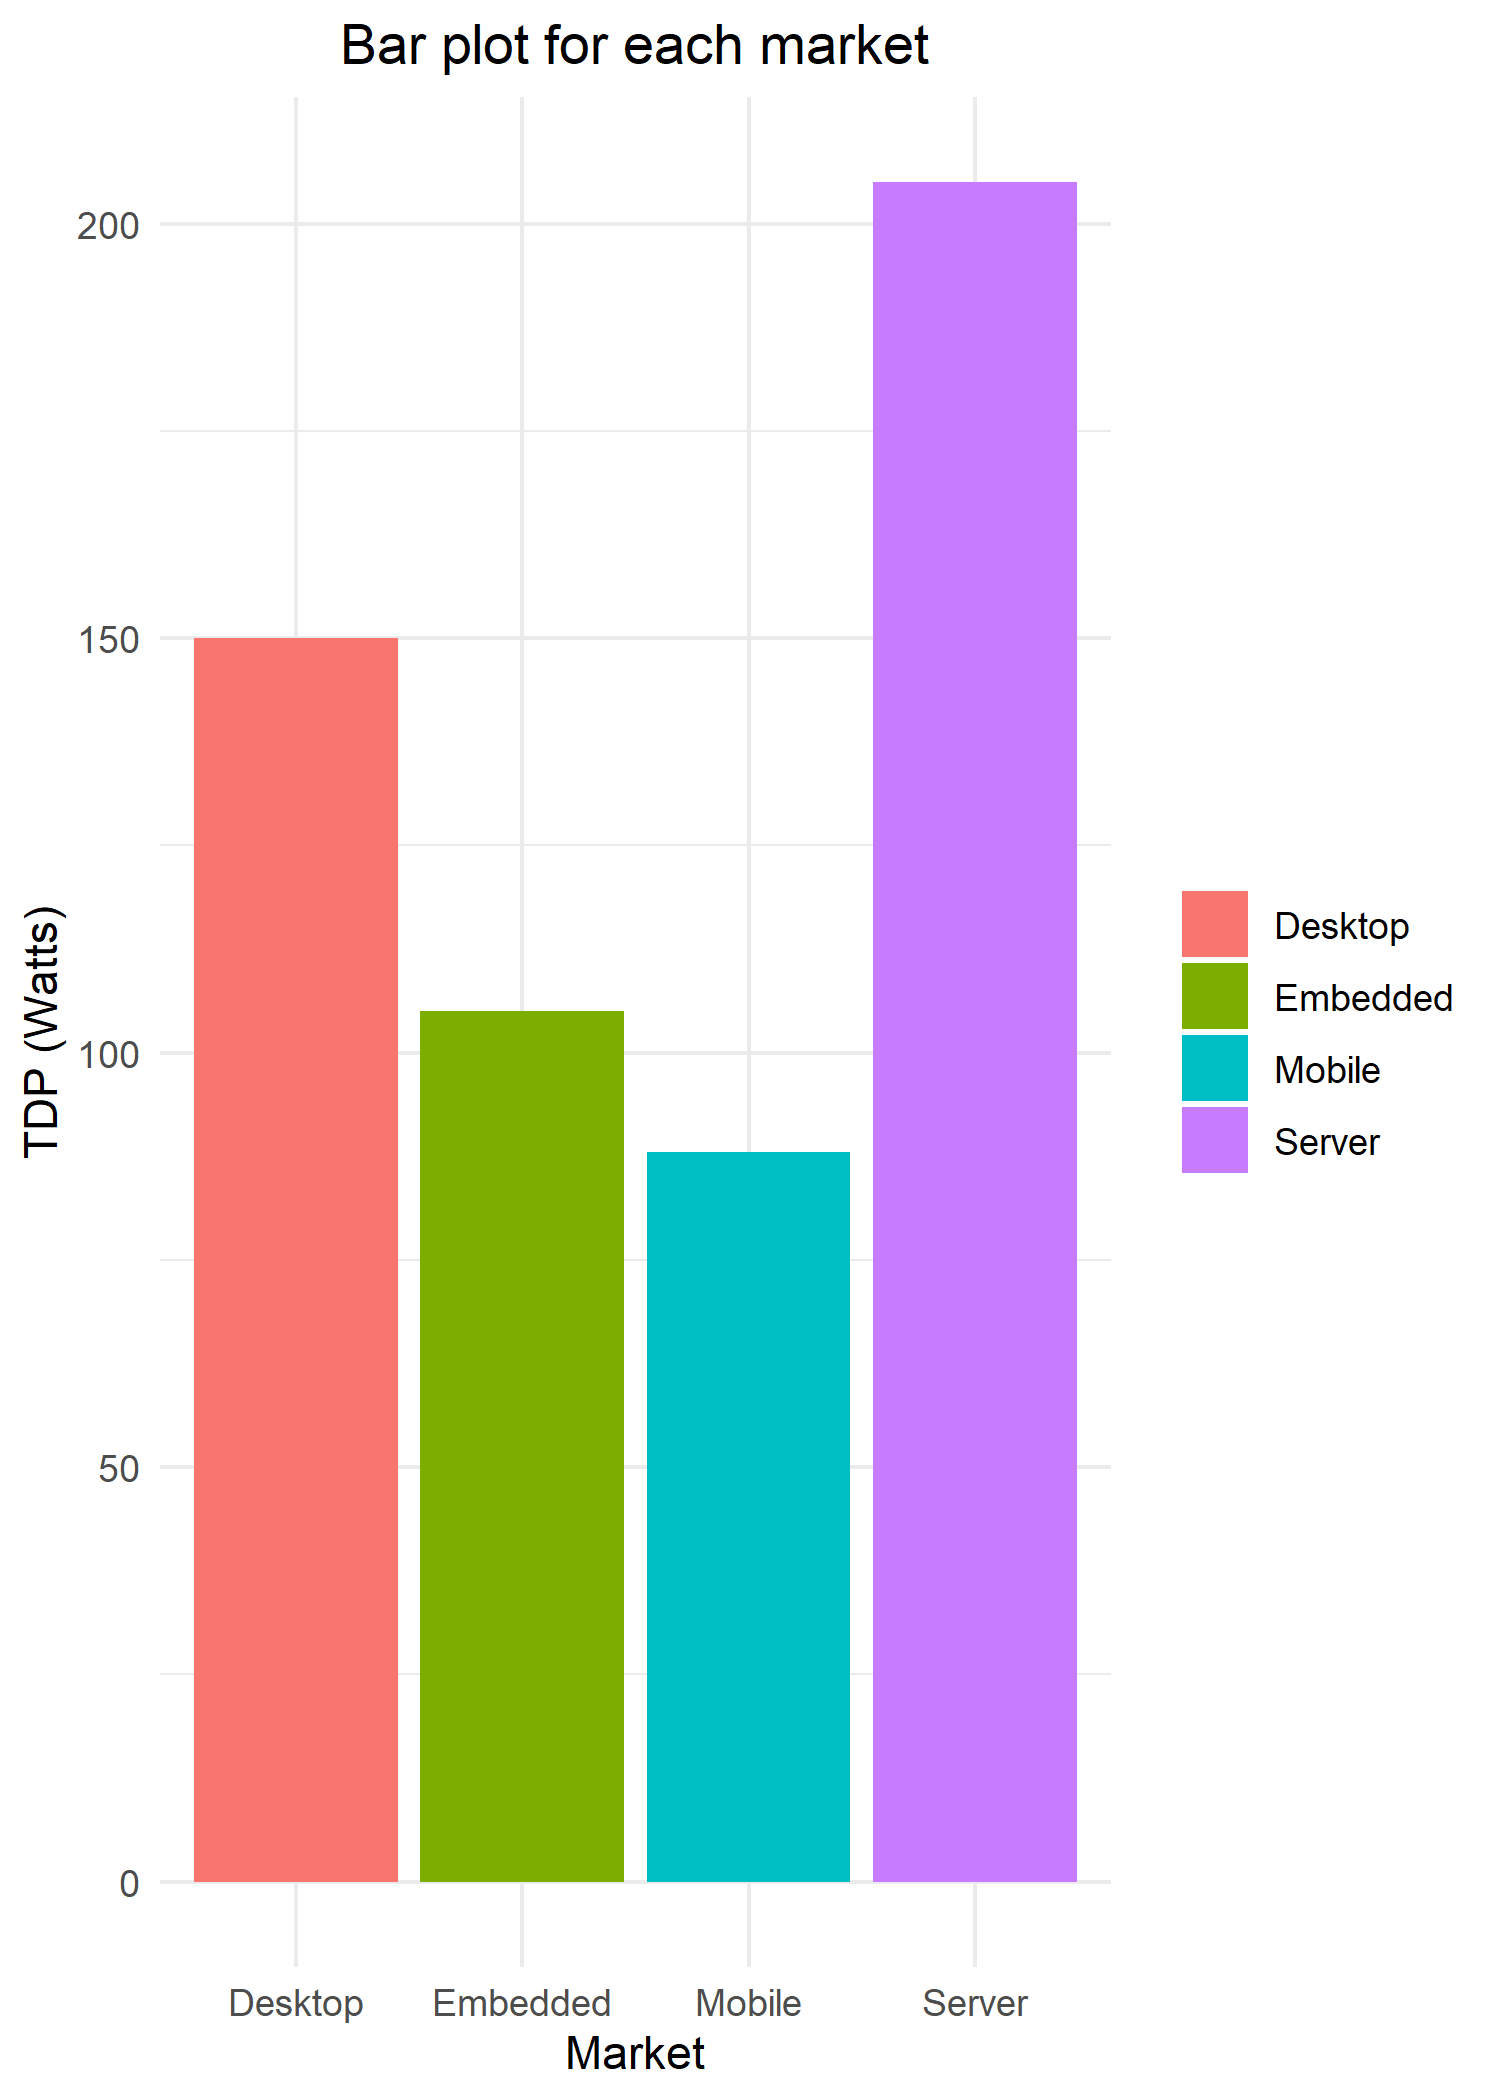 Bar plot for each market
TDP (Watts)
200
150
100
50
0
Desktop
Embedded
Mobile
Server
Market
Desktop
Embedded
Mobile
Server